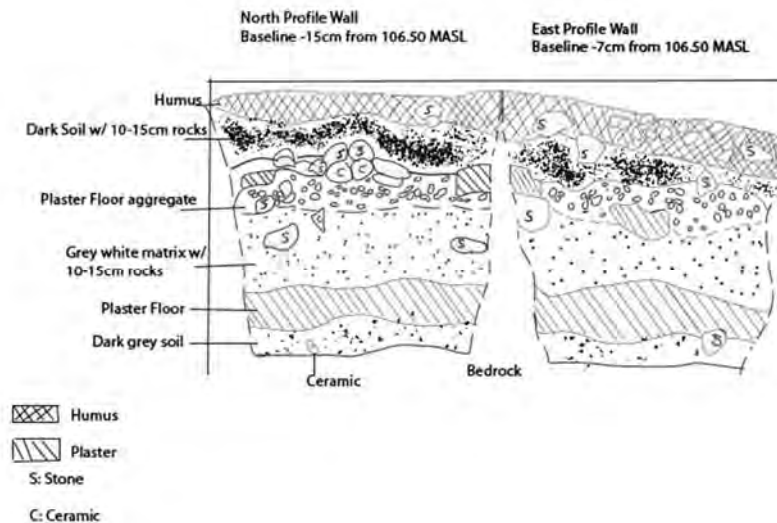 North Profile Wall
Baseline -15cm from 106.50 MASL
East Profile Wall
Baseline -7cm from 106.50 MASL
Humus
Dark Soil w/ 10-15cm rocks
Plaster Floor aggregate
Grey white matrix w/
10-15cm rocks
Plaster Floor
Dark grey soil
Ceramic
Bedrock
S
S
S
S
S
S
C
C
S
C
S
S
S
S
S
S
S
S
Humus
Plaster
S: Stone
C: Ceramic